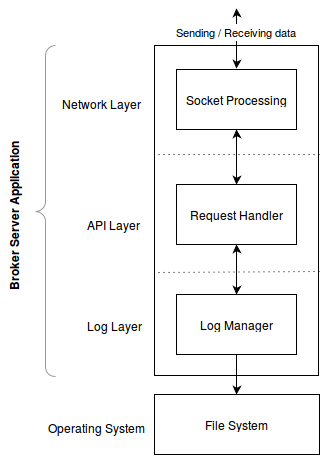 Sending / Receiving data
Network Layer
Socket Processing
Broker Server Application
API Layer
Request Handler
Log Layer
Log Manager
Operating System
File System